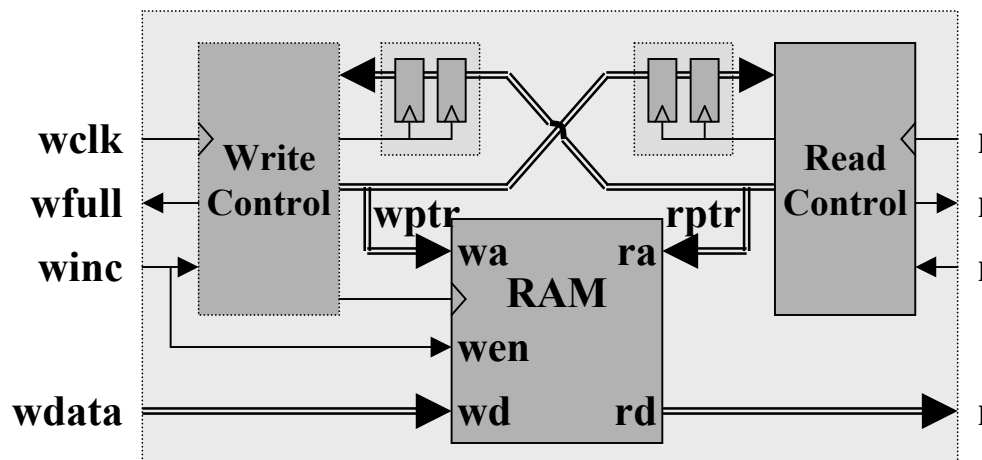 wclk
wfull
winc
wdata
Write
Control
wptr
rptr
Read
Control
wa
ra
RAM
wen
wd
rd